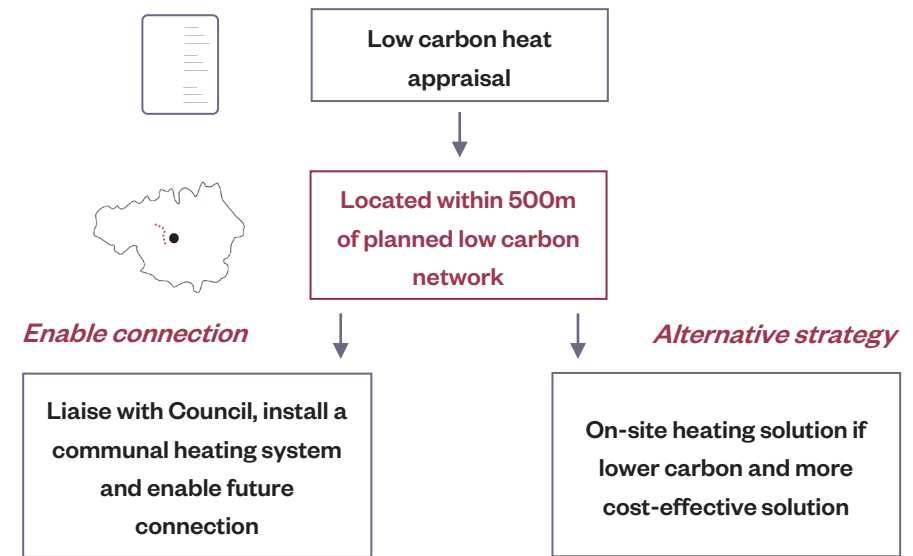 Low carbon heat
appraisal
Located within 500m
of planned low carbon
network
Enable connection
Alternative strategy
Liaise with Council, install a
communal heating system
and enable future
connection
On-site heating solution if
lower carbon and more
cost-effective solution